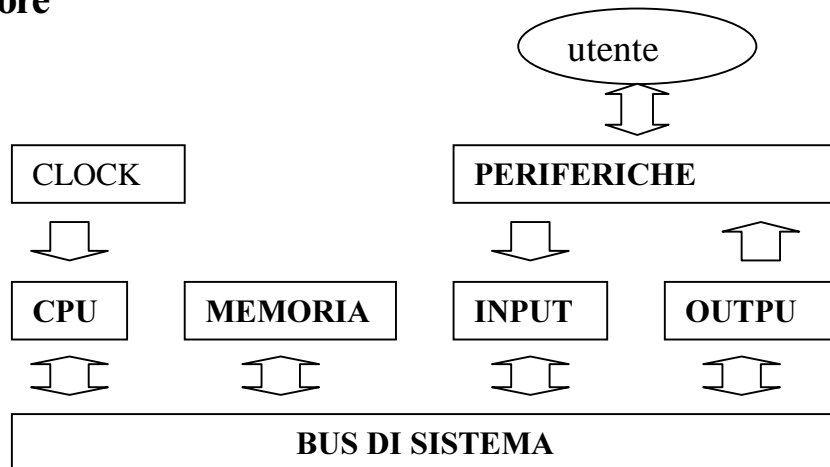 ore
utente
CLOCK PERIFERICHE
CPU MEMORIA INPUT OUTPU
BUS DI SISTEMA